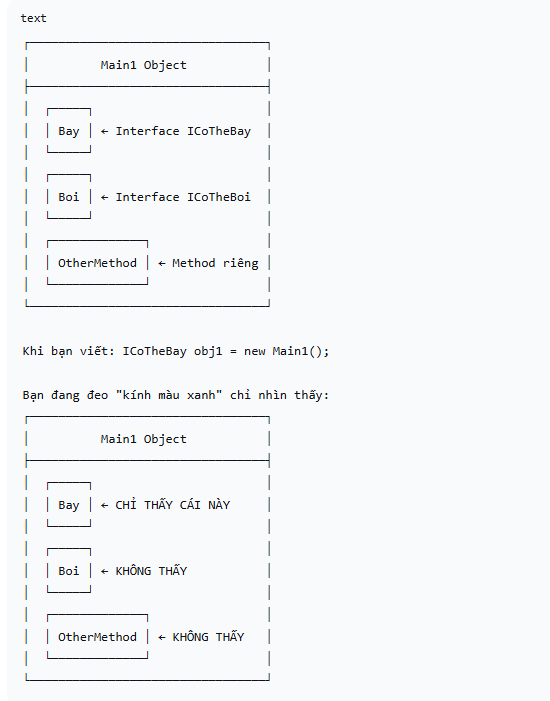 text
Main1 Object
Bay ← Interface ICoTheBay
Boi ← Interface ICoTheBoi
OtherMethod ← Method riêng
Khi bạn viết: ICoTheBay obj1 = new Main1();
Bạn đang đeo "kính màu xanh" chỉ nhìn thấy:
Main1 Object
Bay ← CHỈ THẤY CÁI NÀY
Boi ← KHÔNG THẤY
OtherMethod ← KHÔNG THẤY